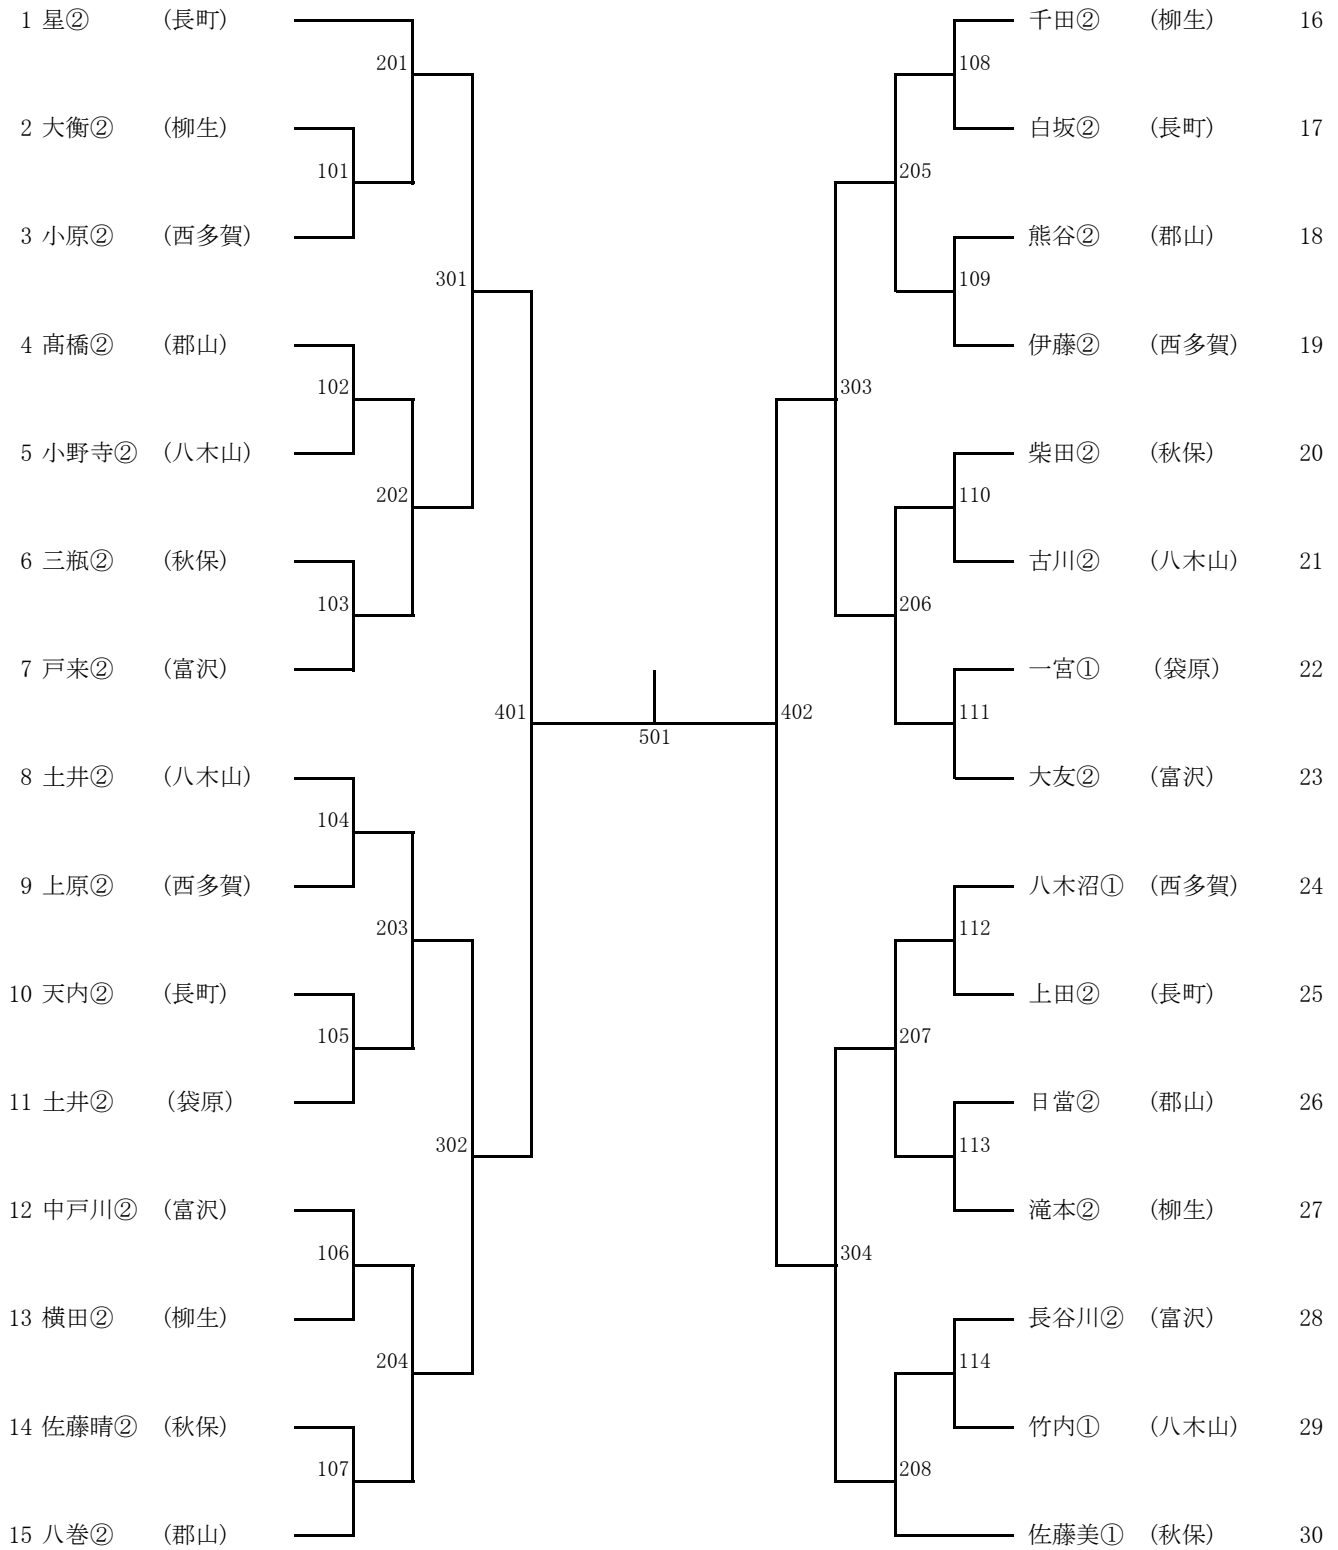 1 星② (長町)
201
2 大衡② (柳生)
101
3 小原② (西多賀)
301
4 髙橋② (郡山)
102
5 小野寺② (八木山)
202
6 三瓶② (秋保)
103
7 戸来② (富沢)
401
8 土井② (八木山)
104
9 上原② (西多賀)
203
10 天内② (長町)
105
11 土井② (袋原)
302
12 中戸川② (富沢)
106
13 横田② (柳生)
204
14 佐藤晴② (秋保)
107
15 八巻② (郡山)
501
千田② (柳生) 16
108
白坂② (長町) 17
205
熊谷② (郡山) 18
109
伊藤② (西多賀) 19
303
柴田② (秋保) 20
110
古川② (八木山) 21
206
一宮① (袋原) 22
402
111
大友② (富沢) 23
八木沼① (西多賀) 24
112
上田② (長町) 25
207
日當② (郡山) 26
113
滝本② (柳生) 27
304
長谷川② (富沢) 28
114
竹内① (八木山) 29
208
佐藤美① (秋保) 30